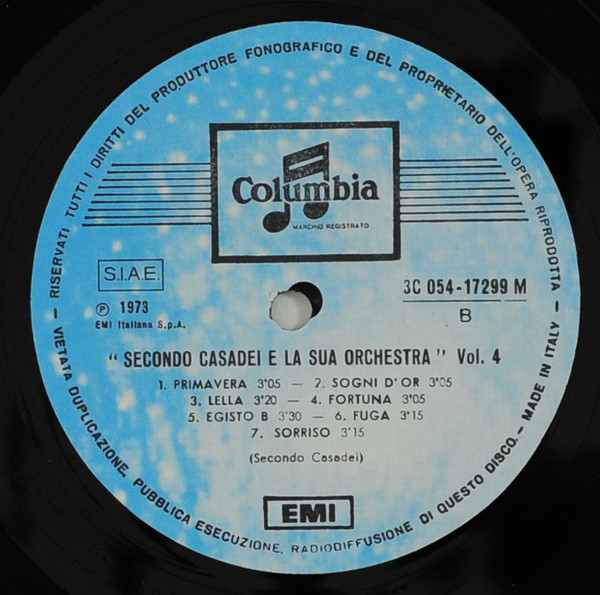 RISERVATI TUTTI I DIRITTI DEL PRODUTTORE FONOGRAFICO E DEL PROPRIETARIO DELL'OPERA RIPRODOTTA –
Columbia
MARCHIO REGISTRATO
S.I.A.E.
3C 054-17299 M
B
℗ 1973
EMI Italiana S.p.A.
"SECONDO CASADEI E LA SUA ORCHESTRA" Vol. 4
1. PRIMAVERA 3'05 — 2. SOGNI D'OR 3'05
3. LELLA 3'20 — 4. FORTUNA 3'05
5. EGISTO B 3'30 — 6. FUGA 3'15
7. SORRISO 3'15
(Secondo Casadei)
EMI
– VIETATA DUPLICAZIONE, PUBBLICA ESECUZIONE, RADIODIFFUSIONE DI QUESTO DISCO. – MADE IN ITALY –